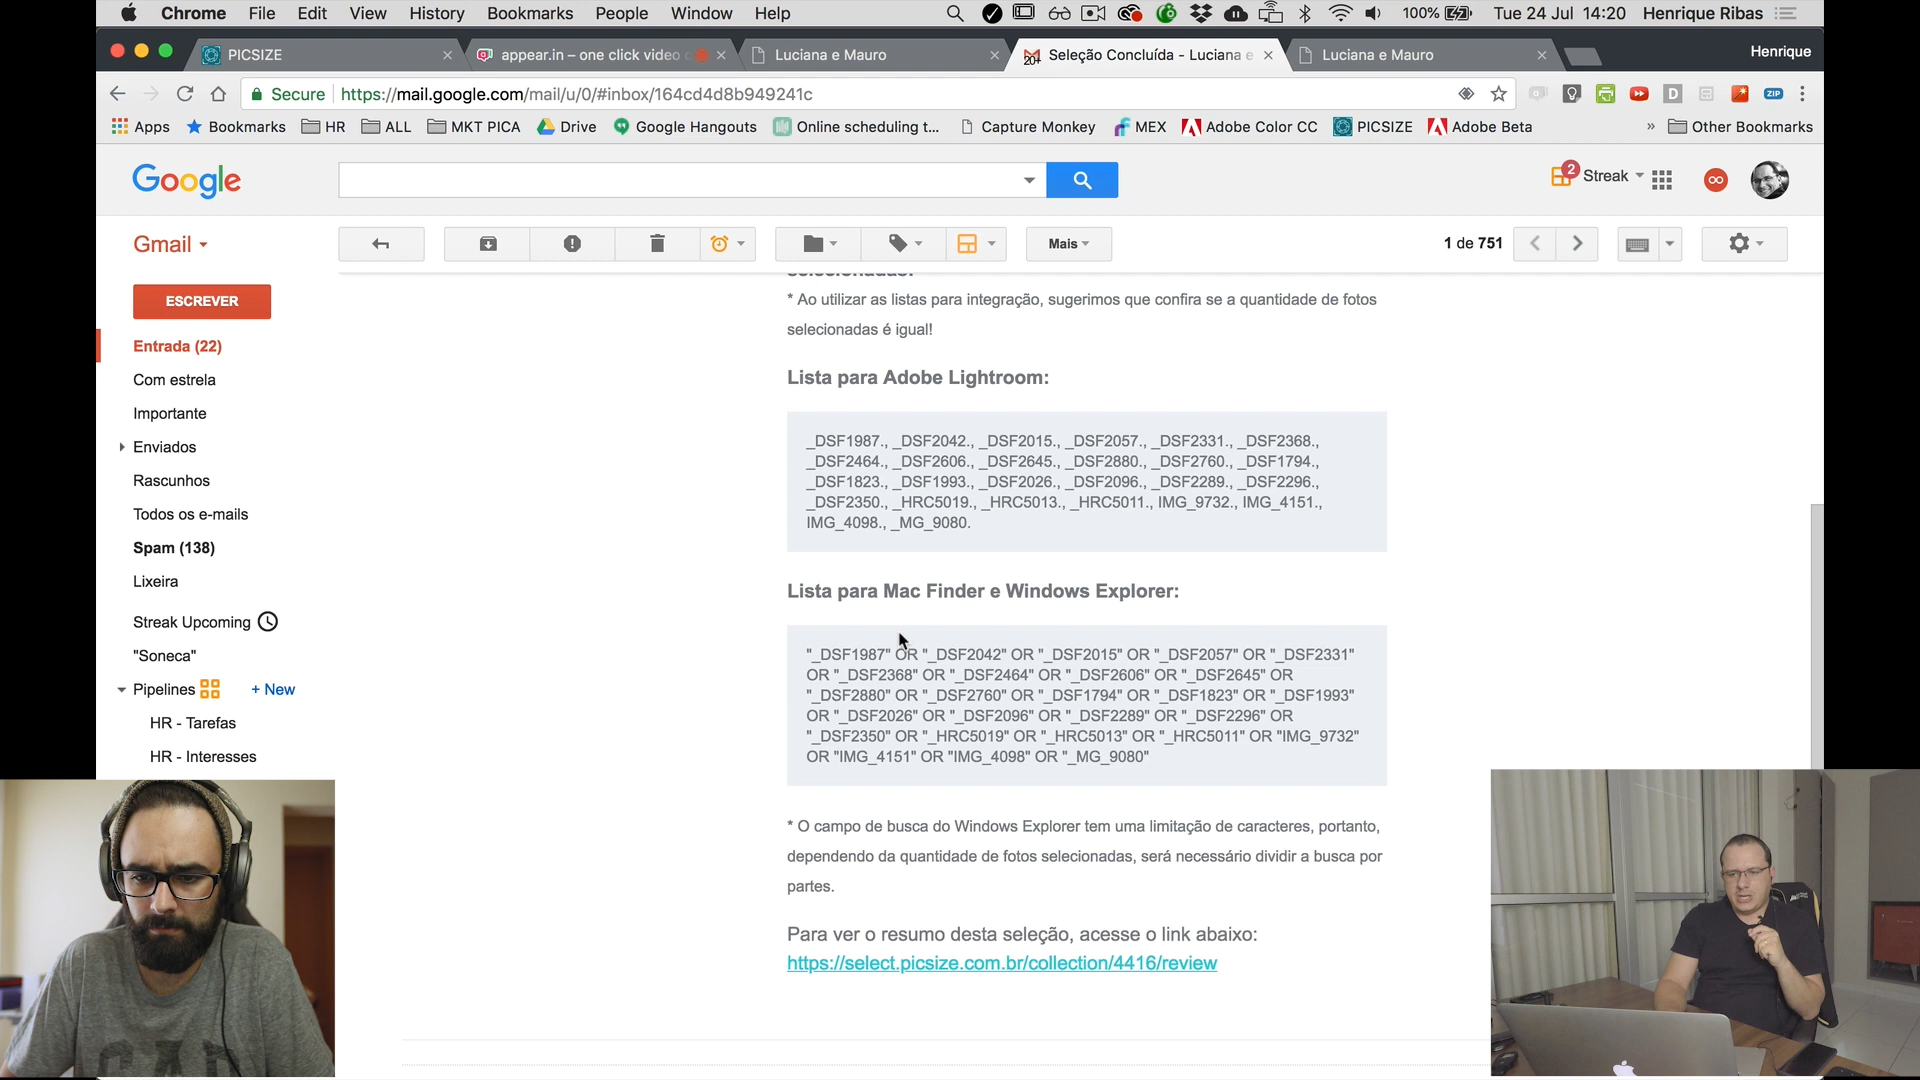 Chrome File Edit View History Bookmarks People Window Help 100% Tue 24 Jul 14:20 Henrique Ribas
PICSIZE
appear.in – one click video c
Luciana e Mauro
Seleção Concluída - Luciana e
Luciana e Mauro
Henrique
Secure https://mail.google.com/mail/u/0/#inbox/164cd4d8b949241c
D ZIP
Apps Bookmarks HR ALL MKT PICA Drive Google Hangouts Online scheduling t... Capture Monkey MEX Adobe Color CC PICSIZE Adobe Beta » Other Bookmarks
Google
2 Streak
Gmail
Mais
1 de 751
ESCREVER
Entrada (22)
Com estrela
Importante
Enviados
Rascunhos
Todos os e-mails
Spam (138)
Lixeira
Streak Upcoming
"Soneca"
Pipelines + New
HR - Tarefas
HR - Interesses
selecionadas:
* Ao utilizar as listas para integração, sugerimos que confira se a quantidade de fotos
selecionadas é igual!
Lista para Adobe Lightroom:
_DSF1987., _DSF2042., _DSF2015., _DSF2057., _DSF2331., _DSF2368.,
_DSF2464., _DSF2606., _DSF2645., _DSF2880., _DSF2760., _DSF1794.,
_DSF1823., _DSF1993., _DSF2026., _DSF2096., _DSF2289., _DSF2296.,
_DSF2350., _HRC5019., _HRC5013., _HRC5011., IMG_9732., IMG_4151.,
IMG_4098., _MG_9080.
Lista para Mac Finder e Windows Explorer:
"_DSF1987" OR "_DSF2042" OR "_DSF2015" OR "_DSF2057" OR "_DSF2331"
OR "_DSF2368" OR "_DSF2464" OR "_DSF2606" OR "_DSF2645" OR
"_DSF2880" OR "_DSF2760" OR "_DSF1794" OR "_DSF1823" OR "_DSF1993"
OR "_DSF2026" OR "_DSF2096" OR "_DSF2289" OR "_DSF2296" OR
"_DSF2350" OR "_HRC5019" OR "_HRC5013" OR "_HRC5011" OR "IMG_9732"
OR "IMG_4151" OR "IMG_4098" OR "_MG_9080"
* O campo de busca do Windows Explorer tem uma limitação de caracteres, portanto,
dependendo da quantidade de fotos selecionadas, será necessário dividir a busca por
partes.
Para ver o resumo desta seleção, acesse o link abaixo:
https://select.picsize.com.br/collection/4416/review